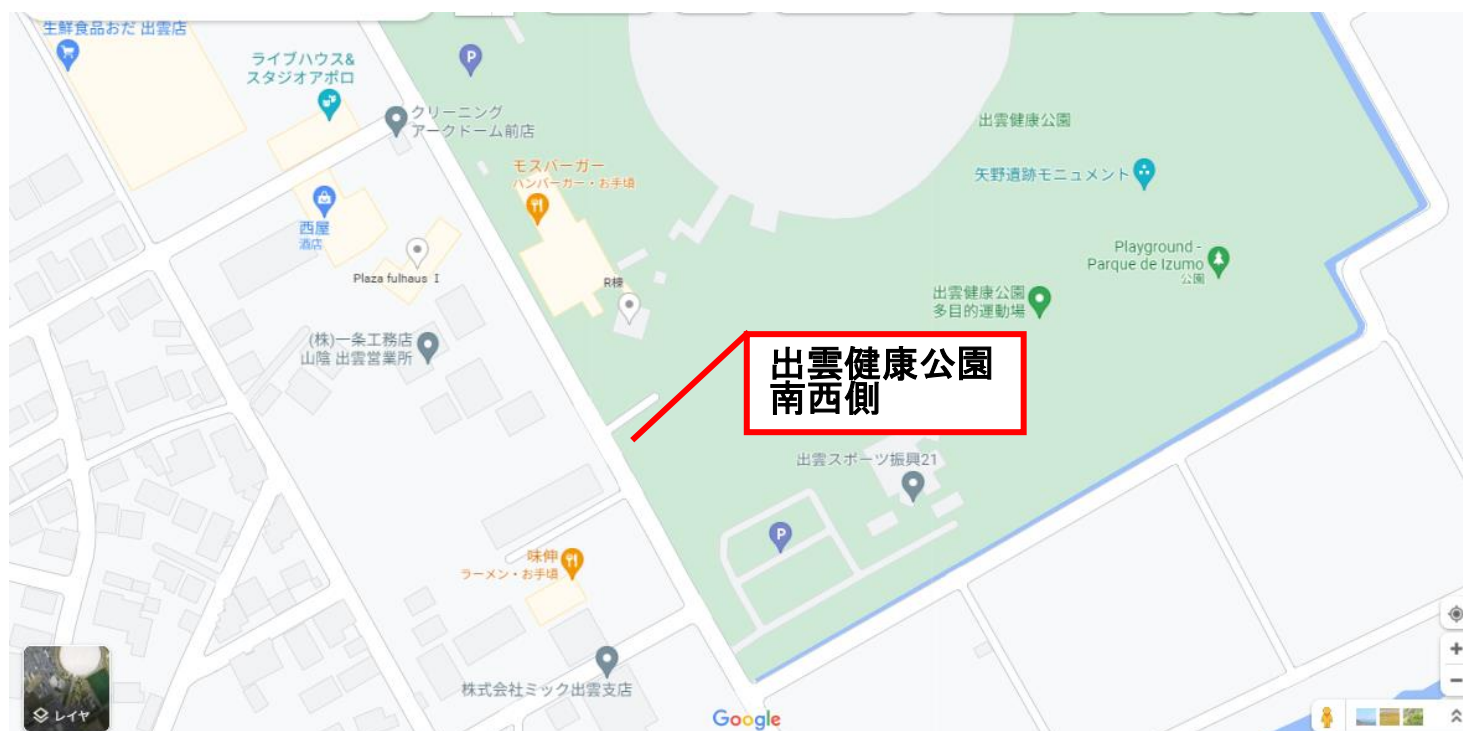 生鮮食品おだ 出雲店
ライブハウス&
スタジオアポロ
クリーニング
アークドーム前店
モスバーガー
ハンバーガー・お手頃
西屋
酒店
Plaza fulhaus I
R棟
(株)一条工務店
山陰 出雲営業所
出雲健康公園
矢野遺跡モニュメント
Playground -
Parque de Izumo
公園
出雲健康公園
多目的運動場
出雲健康公園
南西側
出雲スポーツ振興21
P
P
味伸
ラーメン・お手頃
株式会社ミック出雲支店
レイヤ
Google